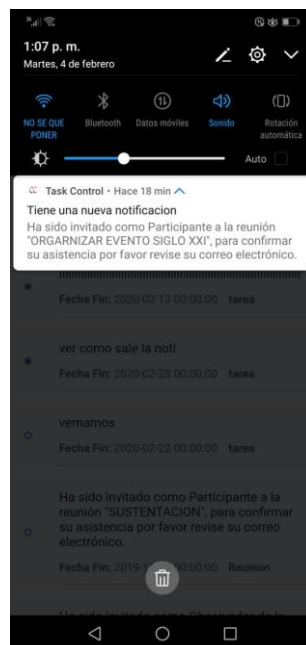 1:07 p. m.
Martes, 4 de febrero
NO SE QUE
PONER
Bluetooth
Datos móviles
Sonido
Rotación
automática
Auto
Task Control • Hace 18 min
Tiene una nueva notificacion
Ha sido invitado como Participante a la reunión
"ORGARNIZAR EVENTO SIGLO XXI", para confirmar
su asistencia por favor revise su correo electrónico.
Fecha Fin: 2020-02-13 00:00:00 tarea
ver como sale la noti
Fecha Fin: 2020-02-28 00:00:00 tarea
vemamos
Fecha Fin: 2020-02-22 00:00:00 tarea
Ha sido invitado como Participante a la
reunión "SUSTENTACION", para confirmar
su asistencia por favor revise su correo
electrónico.
Fecha Fin: 00:00:00 Reunion